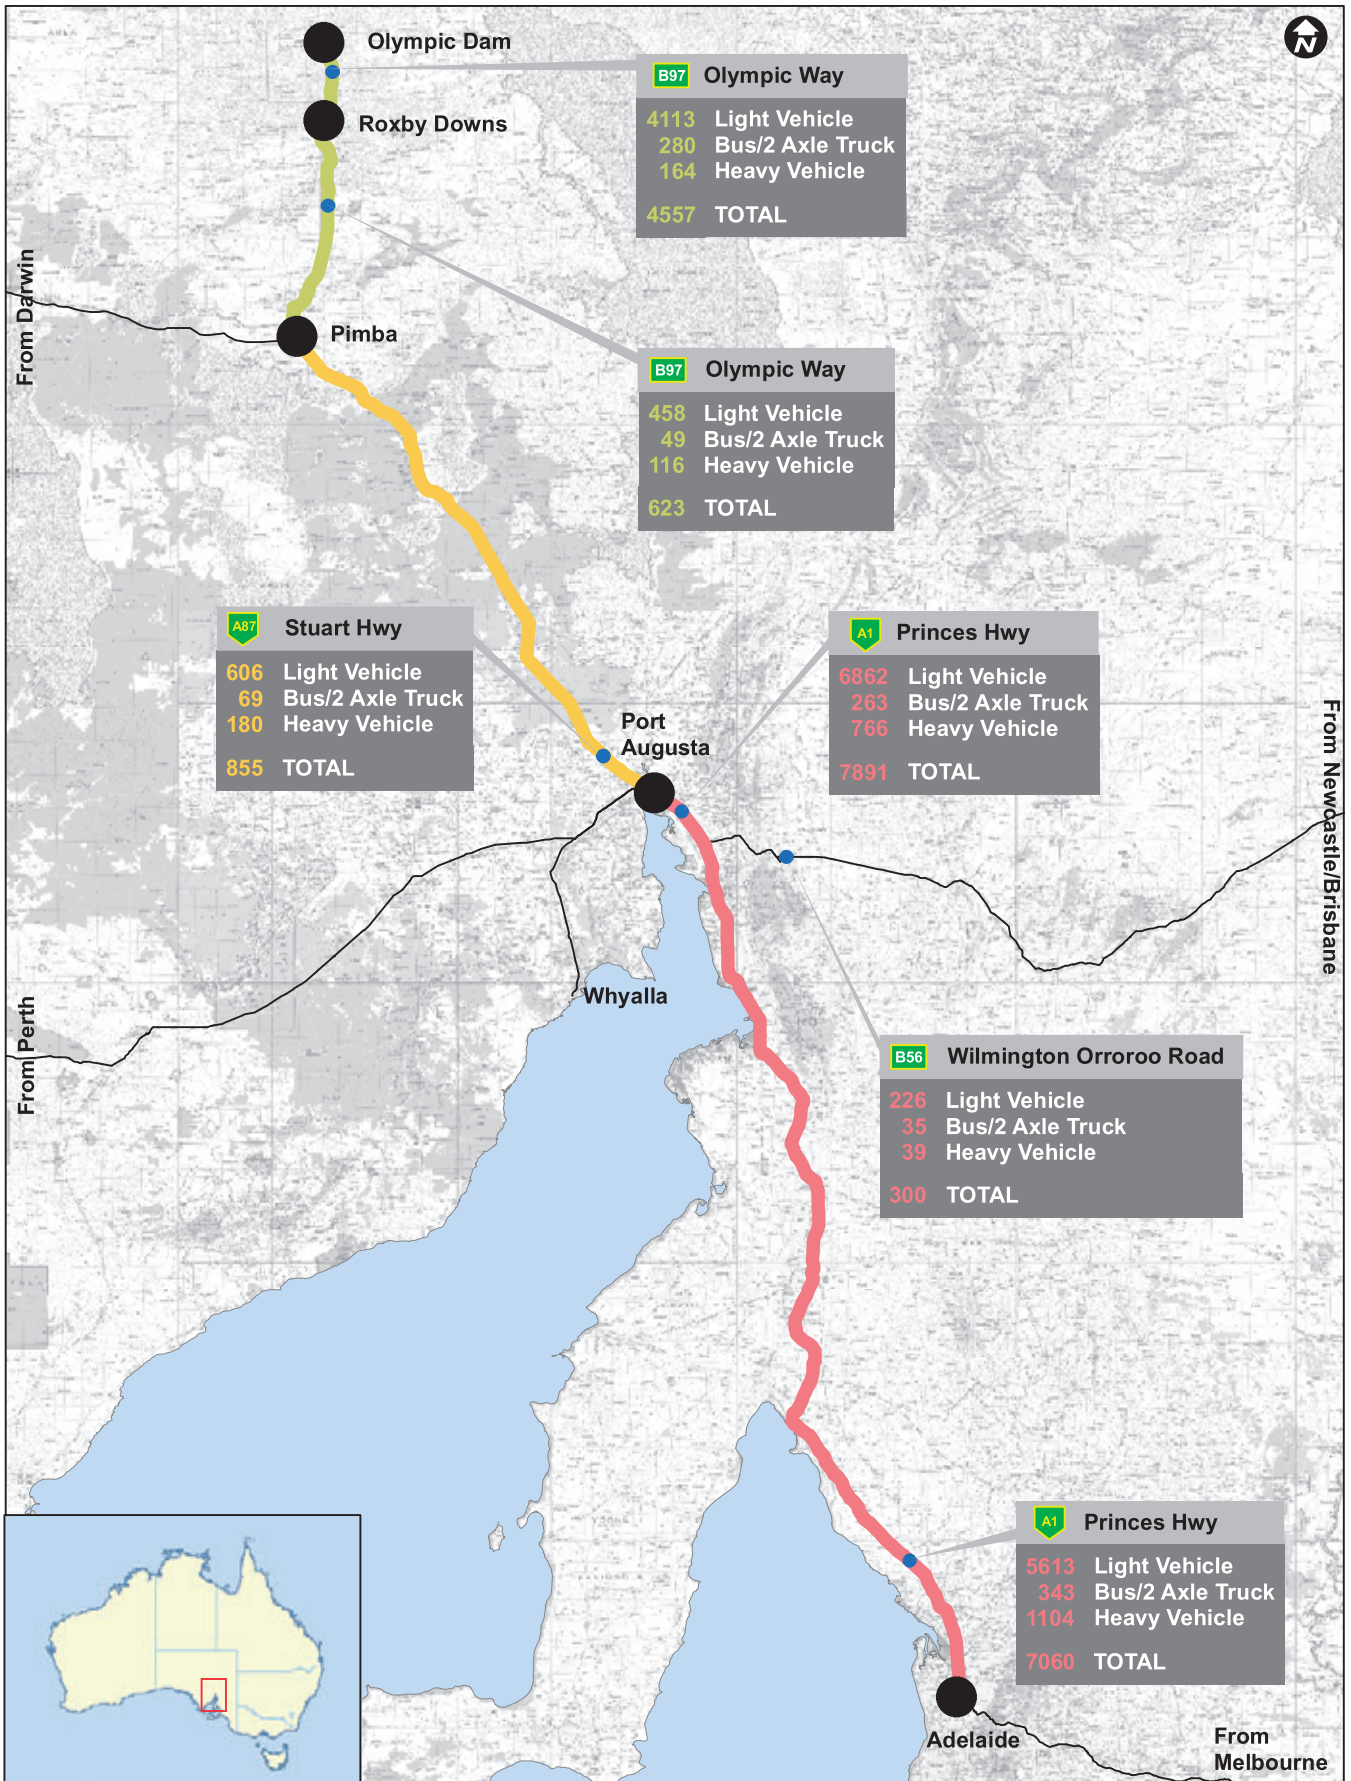 Olympic Dam
N
B97 Olympic Way
4113 Light Vehicle
280 Bus/2 Axle Truck
164 Heavy Vehicle
4557 TOTAL
Roxby Downs
From Darwin
Pimba
B97 Olympic Way
458 Light Vehicle
49 Bus/2 Axle Truck
116 Heavy Vehicle
623 TOTAL
A87 Stuart Hwy
606 Light Vehicle
69 Bus/2 Axle Truck
180 Heavy Vehicle
855 TOTAL
A1 Princes Hwy
6862 Light Vehicle
263 Bus/2 Axle Truck
766 Heavy Vehicle
7891 TOTAL
Port
Augusta
From Newcastle/Brisbane
Whyalla
From Perth
B56 Wilmington Orroroo Road
226 Light Vehicle
35 Bus/2 Axle Truck
39 Heavy Vehicle
300 TOTAL
A1 Princes Hwy
5613 Light Vehicle
343 Bus/2 Axle Truck
1104 Heavy Vehicle
7060 TOTAL
Adelaide
From
Melbourne